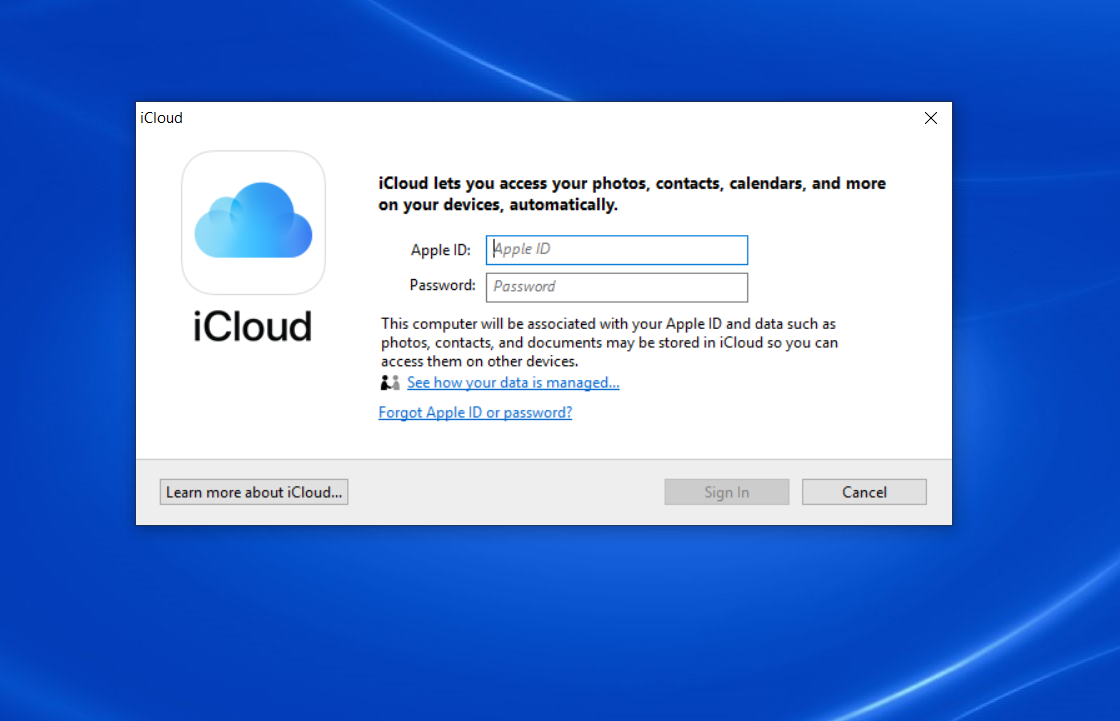 iCloud
iCloud lets you access your photos, contacts, calendars, and more
on your devices, automatically.
Apple ID: Apple ID
Password: Password
iCloud
This computer will be associated with your Apple ID and data such as
photos, contacts, and documents may be stored in iCloud so you can
access them on other devices.
See how your data is managed...
Forgot Apple ID or password?
Learn more about iCloud... Sign In Cancel